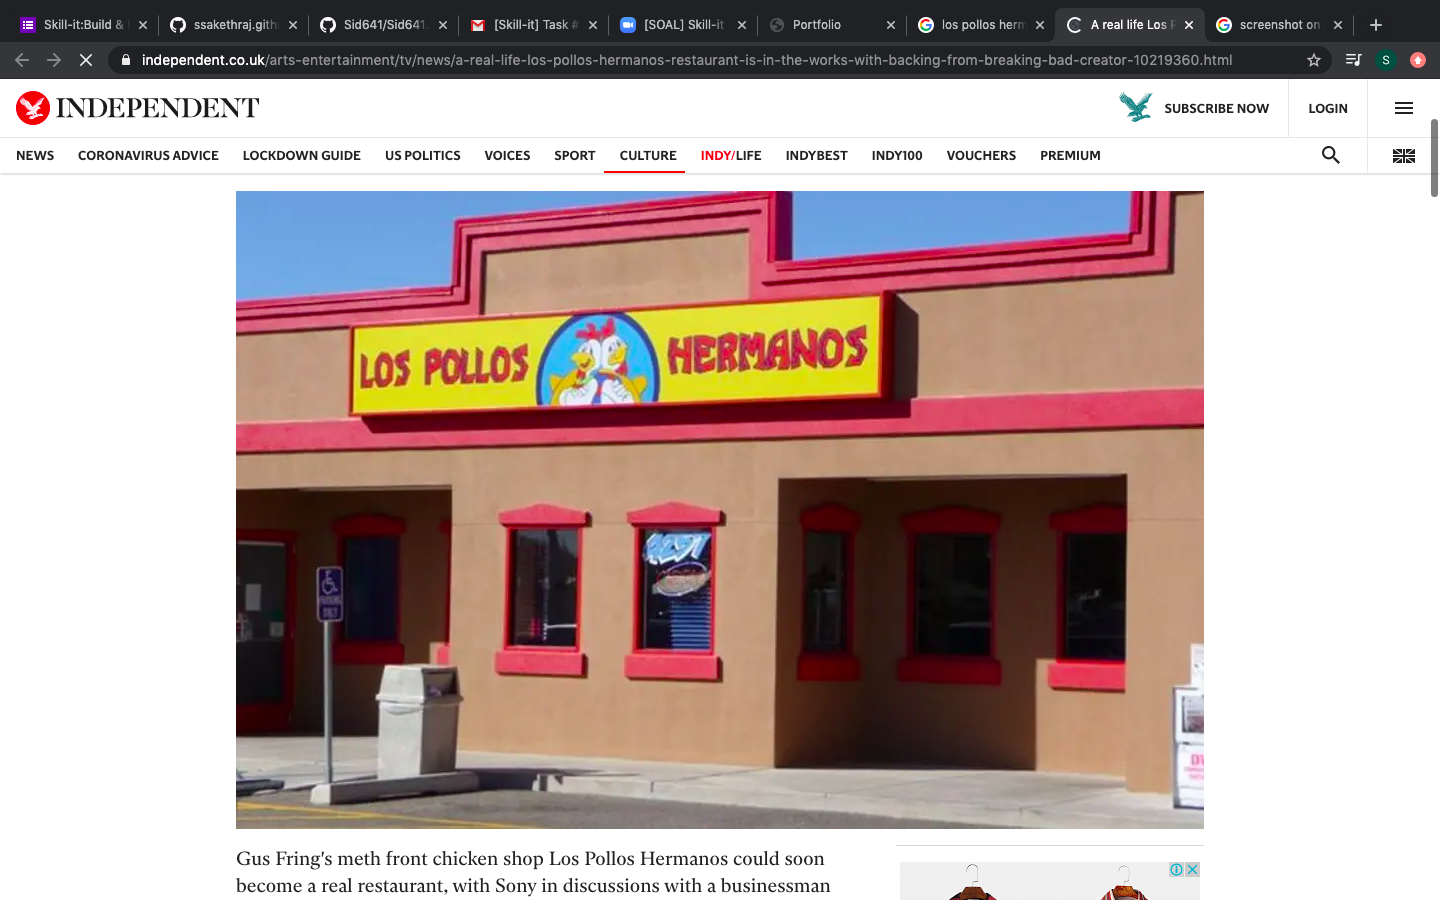 Skill-it:Build &
ssakethraj.gith
Sid641/Sid641.
[Skill-it] Task #
[SOAL] Skill-it
Portfolio
los pollos herm
A real life Los P
screenshot on
independent.co.uk/arts-entertainment/tv/news/a-real-life-los-pollos-hermanos-restaurant-is-in-the-works-with-backing-from-breaking-bad-creator-10219360.html
S
INDEPENDENT
SUBSCRIBE NOW
LOGIN
NEWS CORONAVIRUS ADVICE LOCKDOWN GUIDE US POLITICS VOICES SPORT CULTURE INDY/LIFE INDYBEST INDY100 VOUCHERS PREMIUM
LOS POLLOS HERMANOS
PARKING
ONLY
Gus Fring's meth front chicken shop Los Pollos Hermanos could soon
become a real restaurant, with Sony in discussions with a businessman